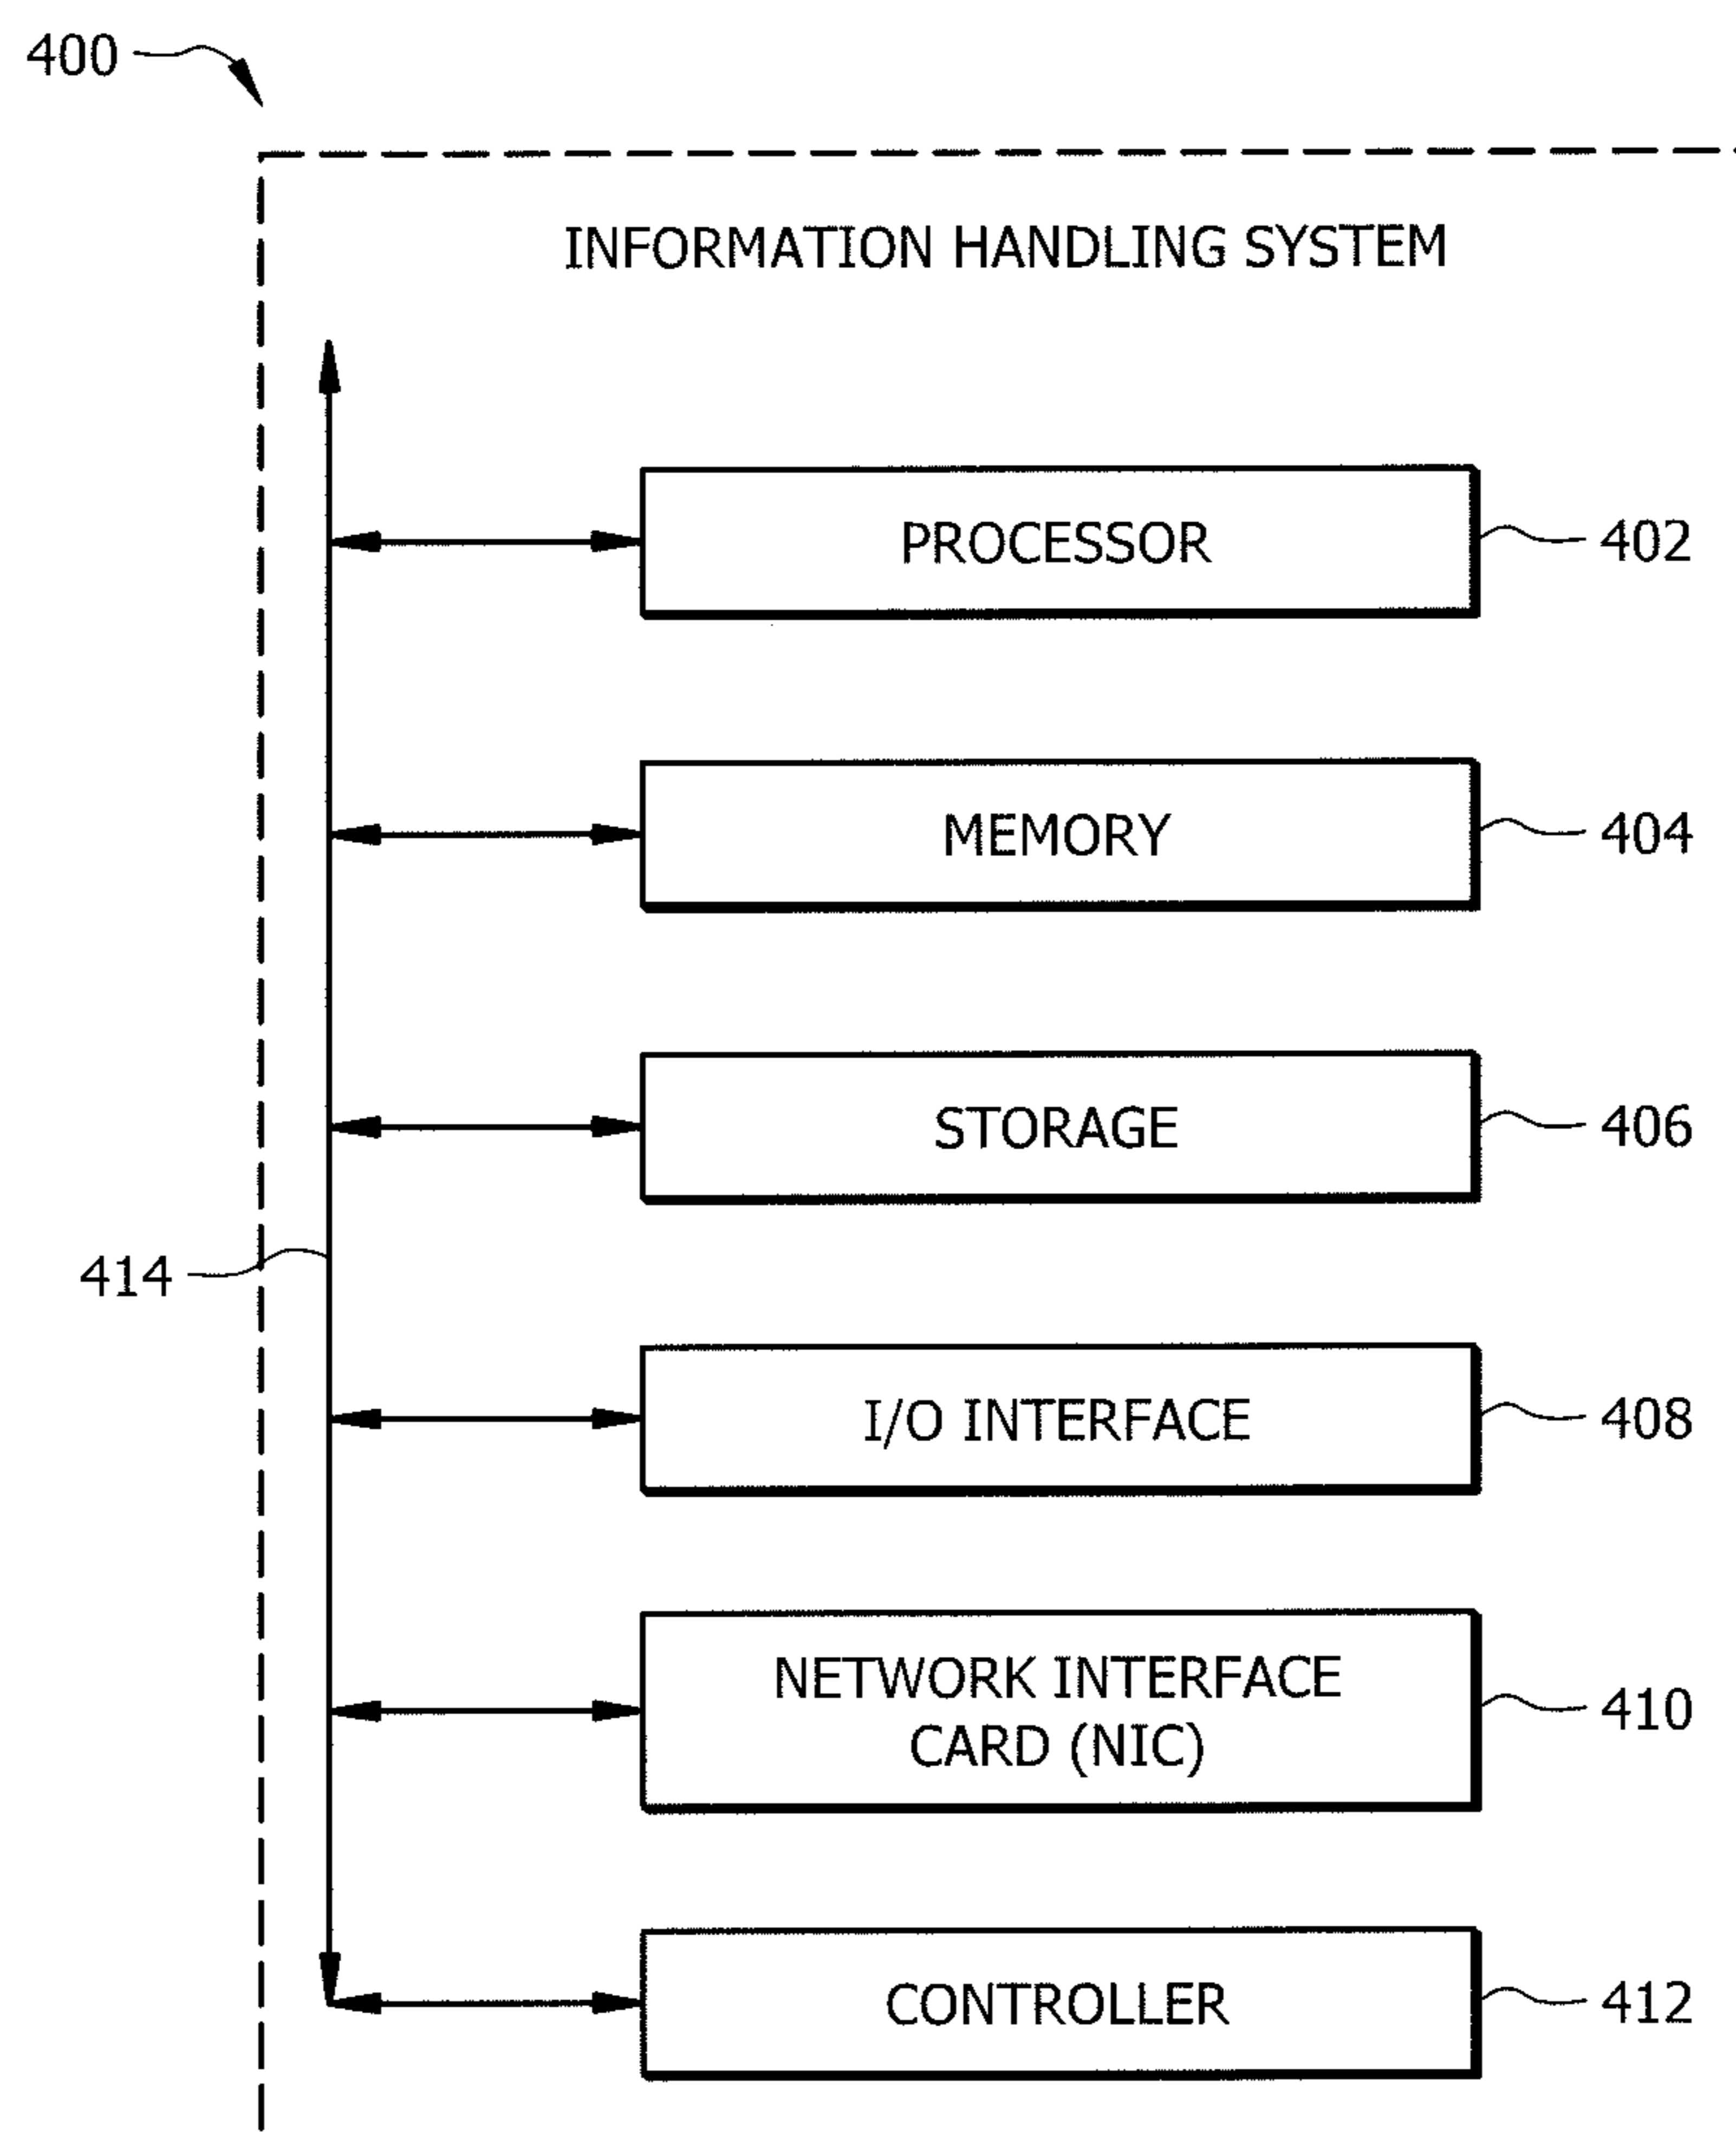 400
INFORMATION HANDLING SYSTEM
PROCESSOR
402
MEMORY
404
STORAGE
406
414
I/O INTERFACE
408
NETWORK INTERFACE
CARD (NIC)
410
CONTROLLER
412